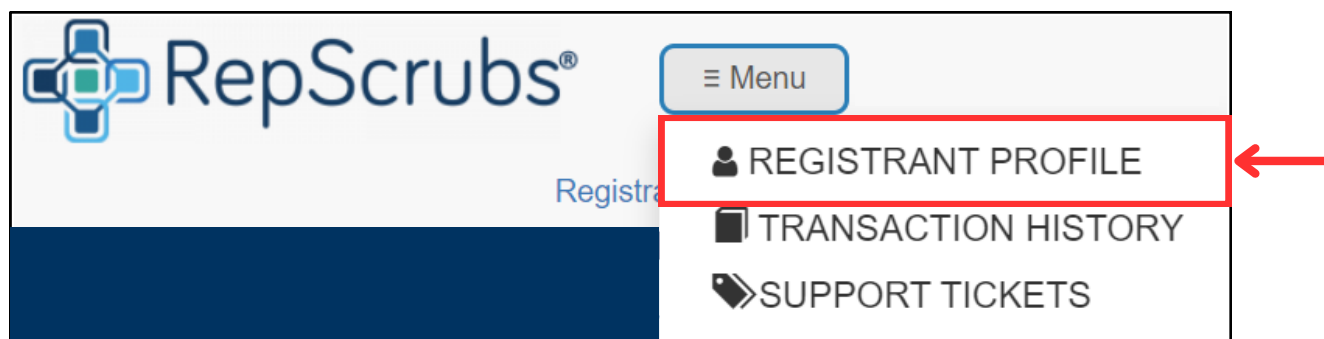 RepScrubs®
≡ Menu
REGISTRANT PROFILE
TRANSACTION HISTORY
SUPPORT TICKETS